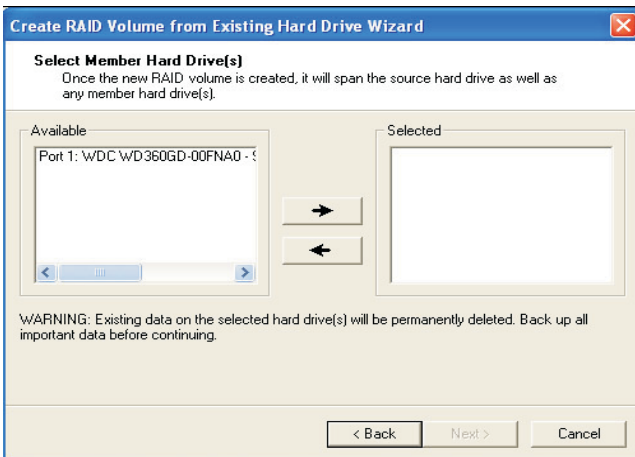 Create RAID Volume from Existing Hard Drive Wizard
Select Member Hard Drive(s)
Once the new RAID volume is created, it will span the source hard drive as well as
any member hard drive(s).
Available
Selected
Port 1: WDC WD360GD-00FNA0 - S
WARNING: Existing data on the selected hard drive(s) will be permanently deleted. Back up all
important data before continuing.
< Back
Next >
Cancel